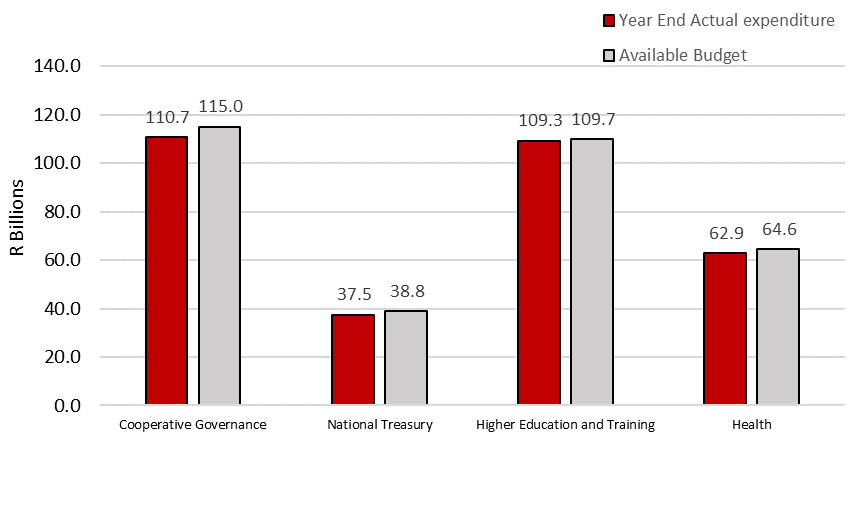 Year End Actual expenditure
Available Budget
140.0
120.0
100.0
80.0
60.0
40.0
20.0
0.0
R Billions
110.7
115.0
37.5
38.8
109.3
109.7
62.9
64.6
Cooperative Governance
National Treasury
Higher Education and Training
Health